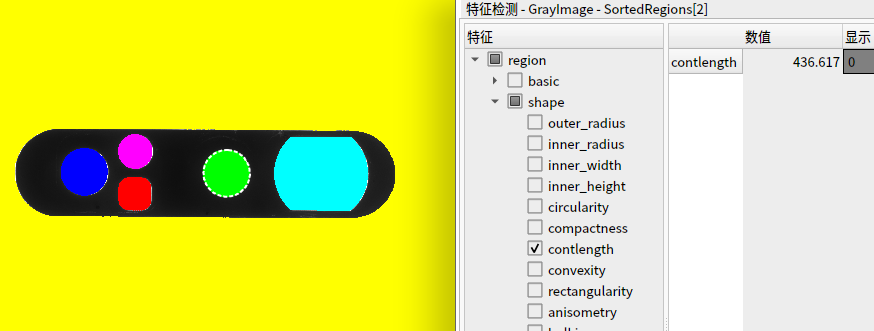 特征检测 - GrayImage - SortedRegions[2]
特征
数值 显示
region
contlength 436.617 0
basic
shape
outer_radius
inner_radius
inner_width
inner_height
circularity
compactness
contlength
convexity
rectangularity
anisometry